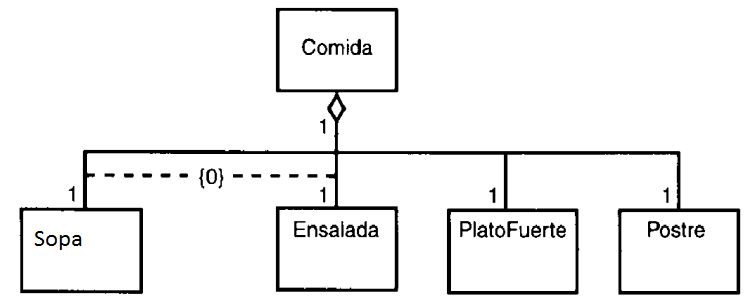 Comida
1
{0}
1
1
1
1
Sopa
Ensalada
PlatoFuerte
Postre